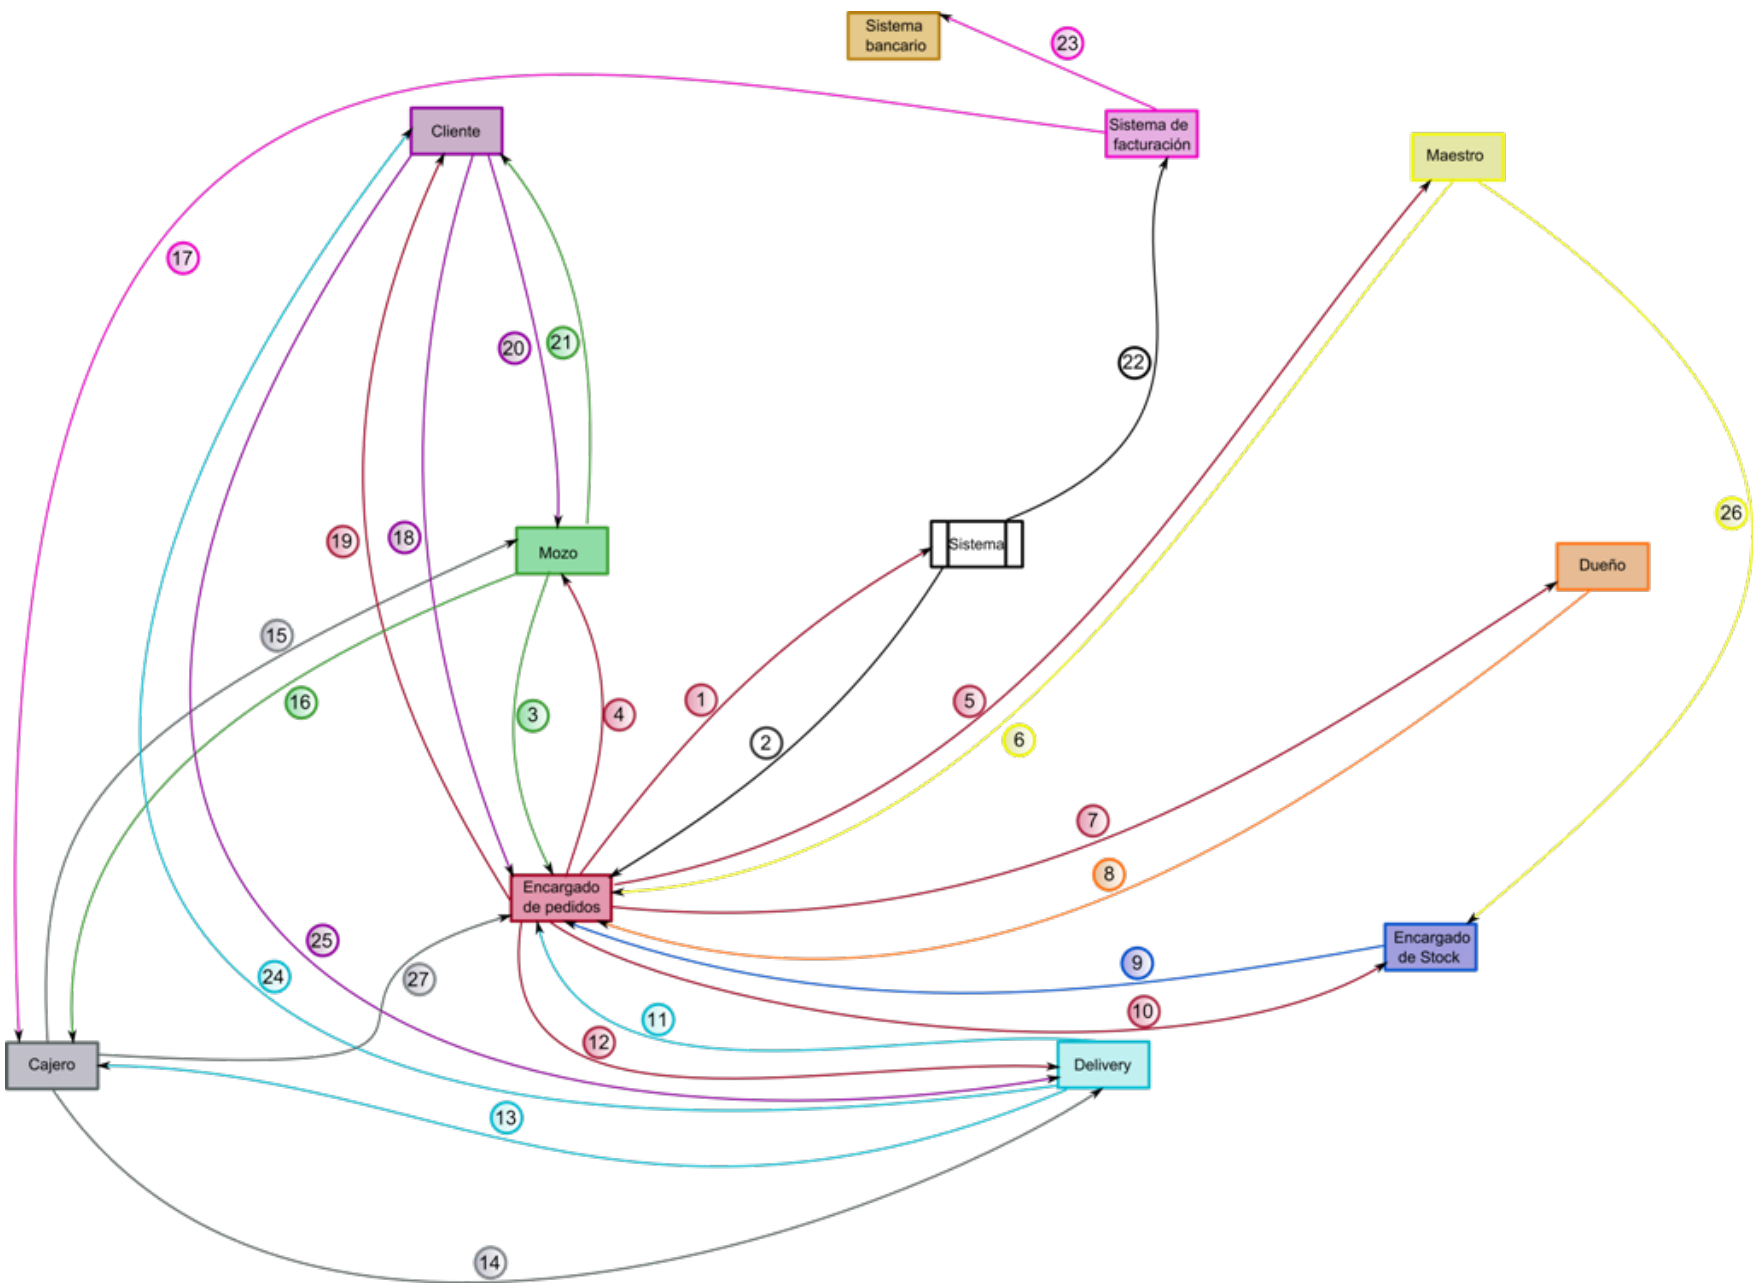 Sistema
bancario
23
Cliente
Sistema de
facturación
Maestro
17
20
21
22
19
18
26
Mozo
Sistema
Dueño
15
16
3
4
1
2
5
6
7
8
Encargado
de pedidos
25
24
27
9
Encargado
de Stock
10
11
12
Cajero
Delivery
13
14